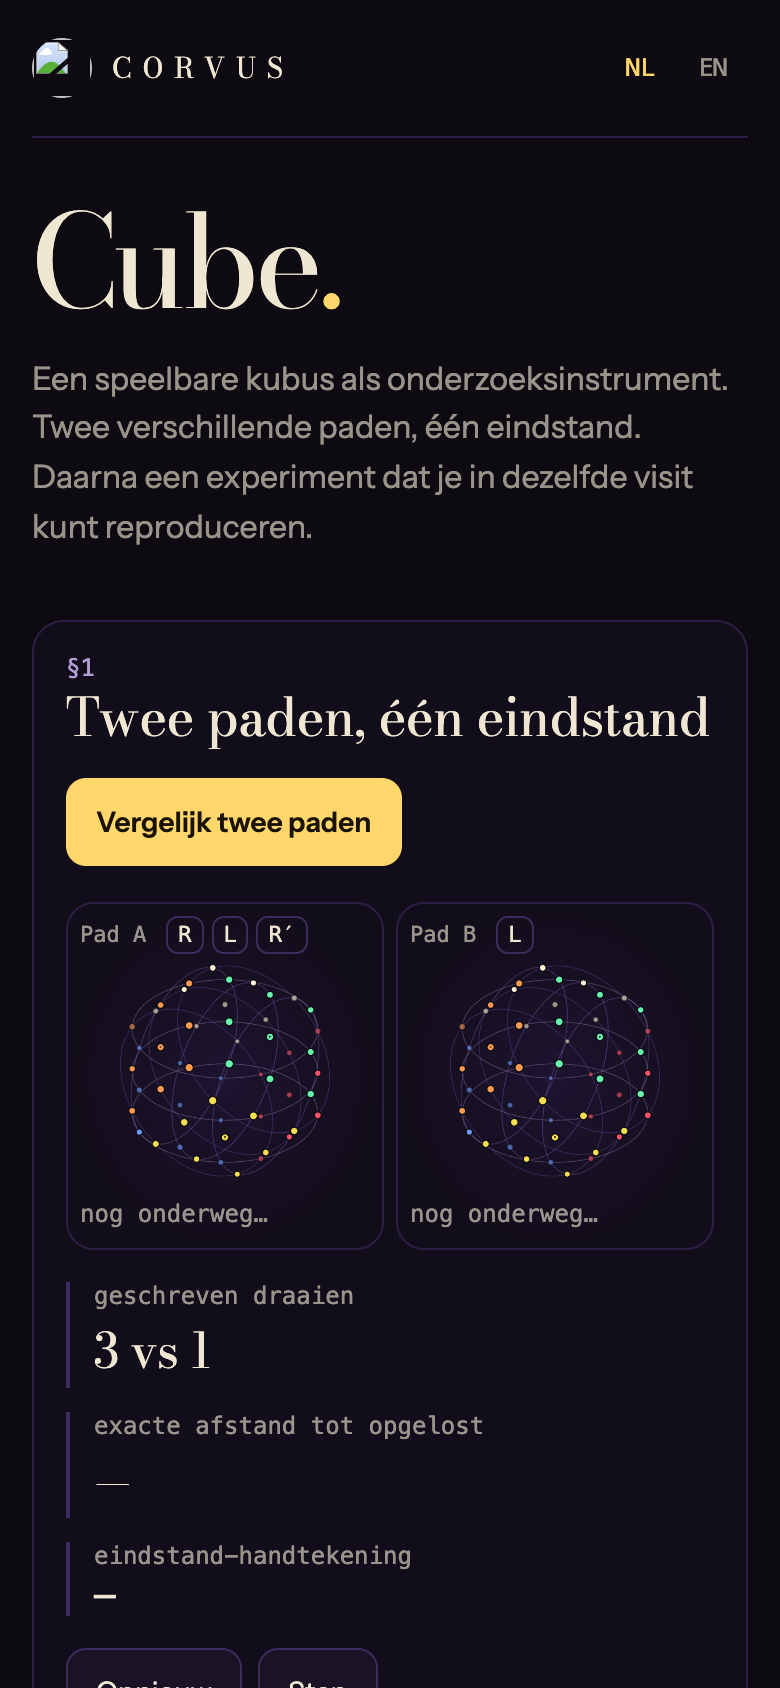 CORVUS
NL EN
Cube.
Een speelbare kubus als onderzoeksinstrument.
Twee verschillende paden, één eindstand.
Daarna een experiment dat je in dezelfde visit
kunt reproduceren.
§1
Twee paden, één eindstand
Vergelijk twee paden
Pad A R L R′
nog onderweg…
Pad B L
nog onderweg…
geschreven draaien
3 vs 1
exacte afstand tot opgelost
—
eindstand-handtekening
—